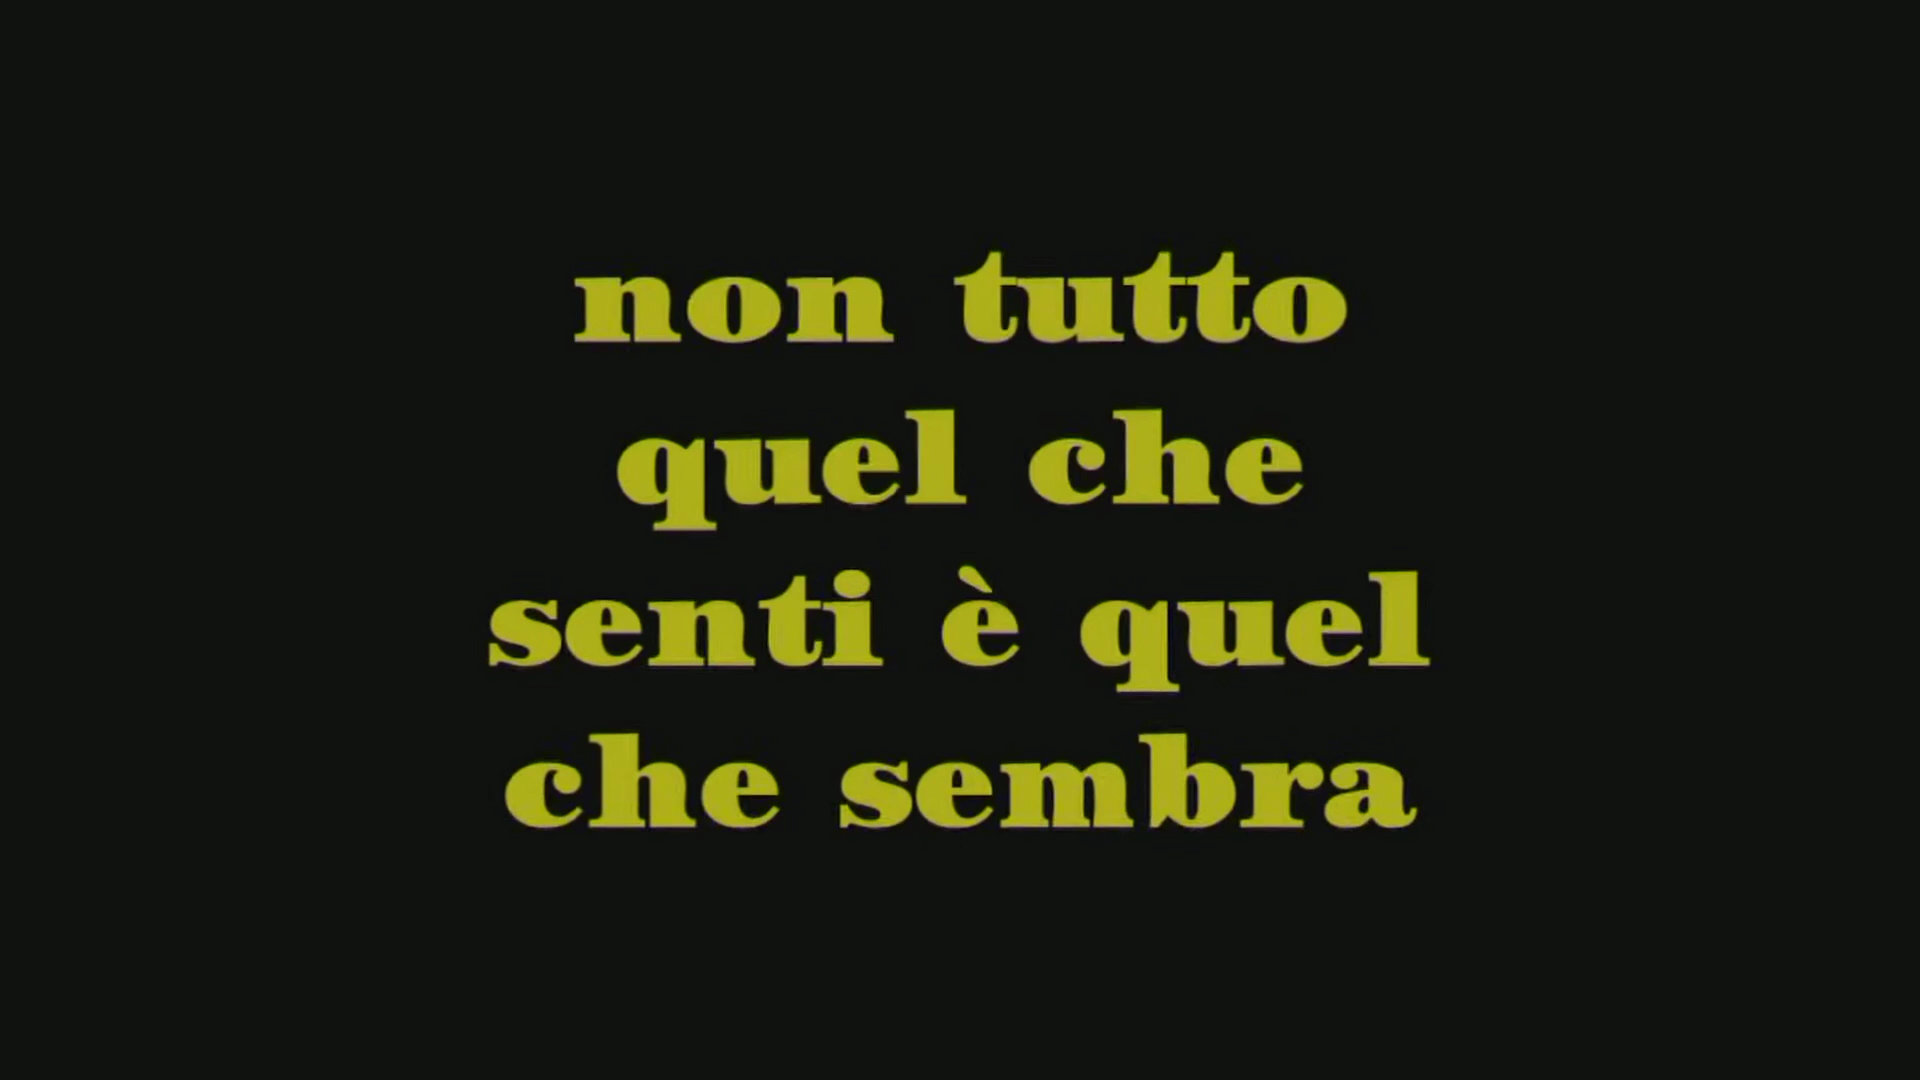 non tutto
quel che
senti è quel
che sembra